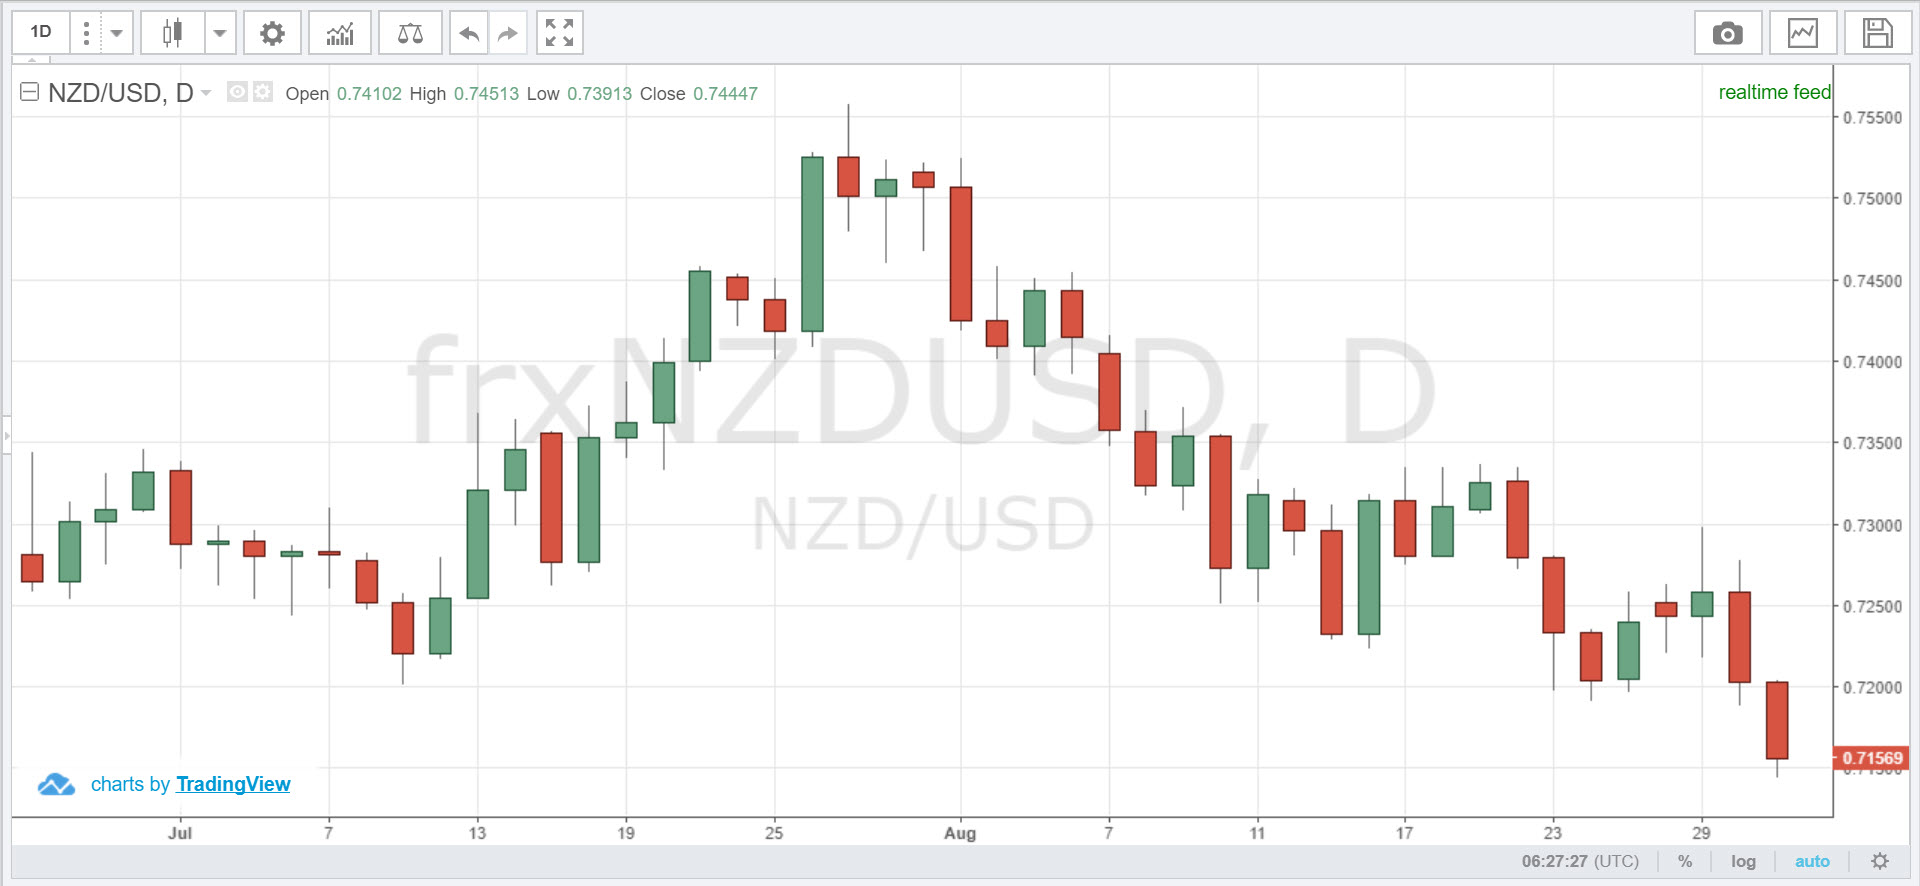 1D
NZD/USD, D Open 0.74102 High 0.74513 Low 0.73913 Close 0.74447
realtime feed
0.75500
0.75000
0.74500
0.74000
0.73500
0.73000
0.72500
0.72000
0.71569
0.71500
frxNZDUSD, D
NZD/USD
charts by TradingView
Jul 7 13 19 25 Aug 7 11 17 23 29
06:27:27 (UTC) % log auto